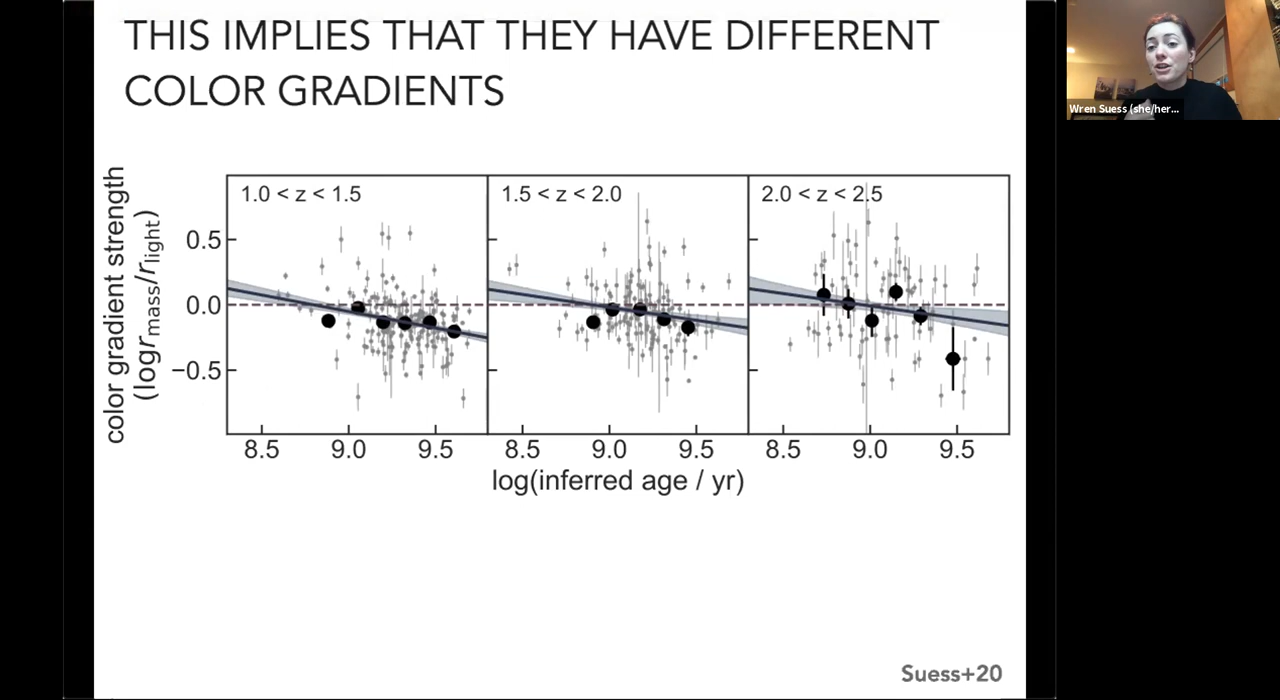 THIS IMPLIES THAT THEY HAVE DIFFERENT
COLOR GRADIENTS
Wren Suess (she/her...
color gradient strength
(log r_mass/r_light)
1.0 < z < 1.5
1.5 < z < 2.0
2.0 < z < 2.5
0.5
0.0
−0.5
8.5 9.0 9.5 8.5 9.0 9.5 8.5 9.0 9.5
log(inferred age / yr)
Suess+20